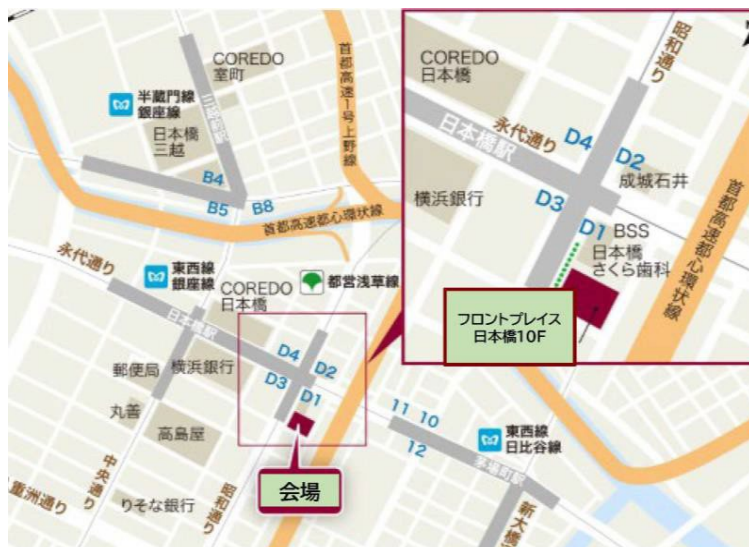 COREDO
室町
半蔵門線
銀座線
日本橋
三越
三越前駅
B4
B5
B8
首都高速1号上野線
首都高速都心環状線
永代通り
東西線
銀座線
COREDO
日本橋
都営浅草線
日本橋駅
郵便局
横浜銀行
丸善
高島屋
D4
D2
D3
D1
会場
11
10
12
東西線
日比谷線
茅場町駅
新大橋
中央通り
重洲通り
りそな銀行
昭和通り
COREDO
日本橋
昭和通り
永代通り
日本橋駅
D4
D2
成城石井
横浜銀行
D3
D1
BSS
日本橋
さくら歯科
首都高速都心環状線
フロントプレイス
日本橋10F